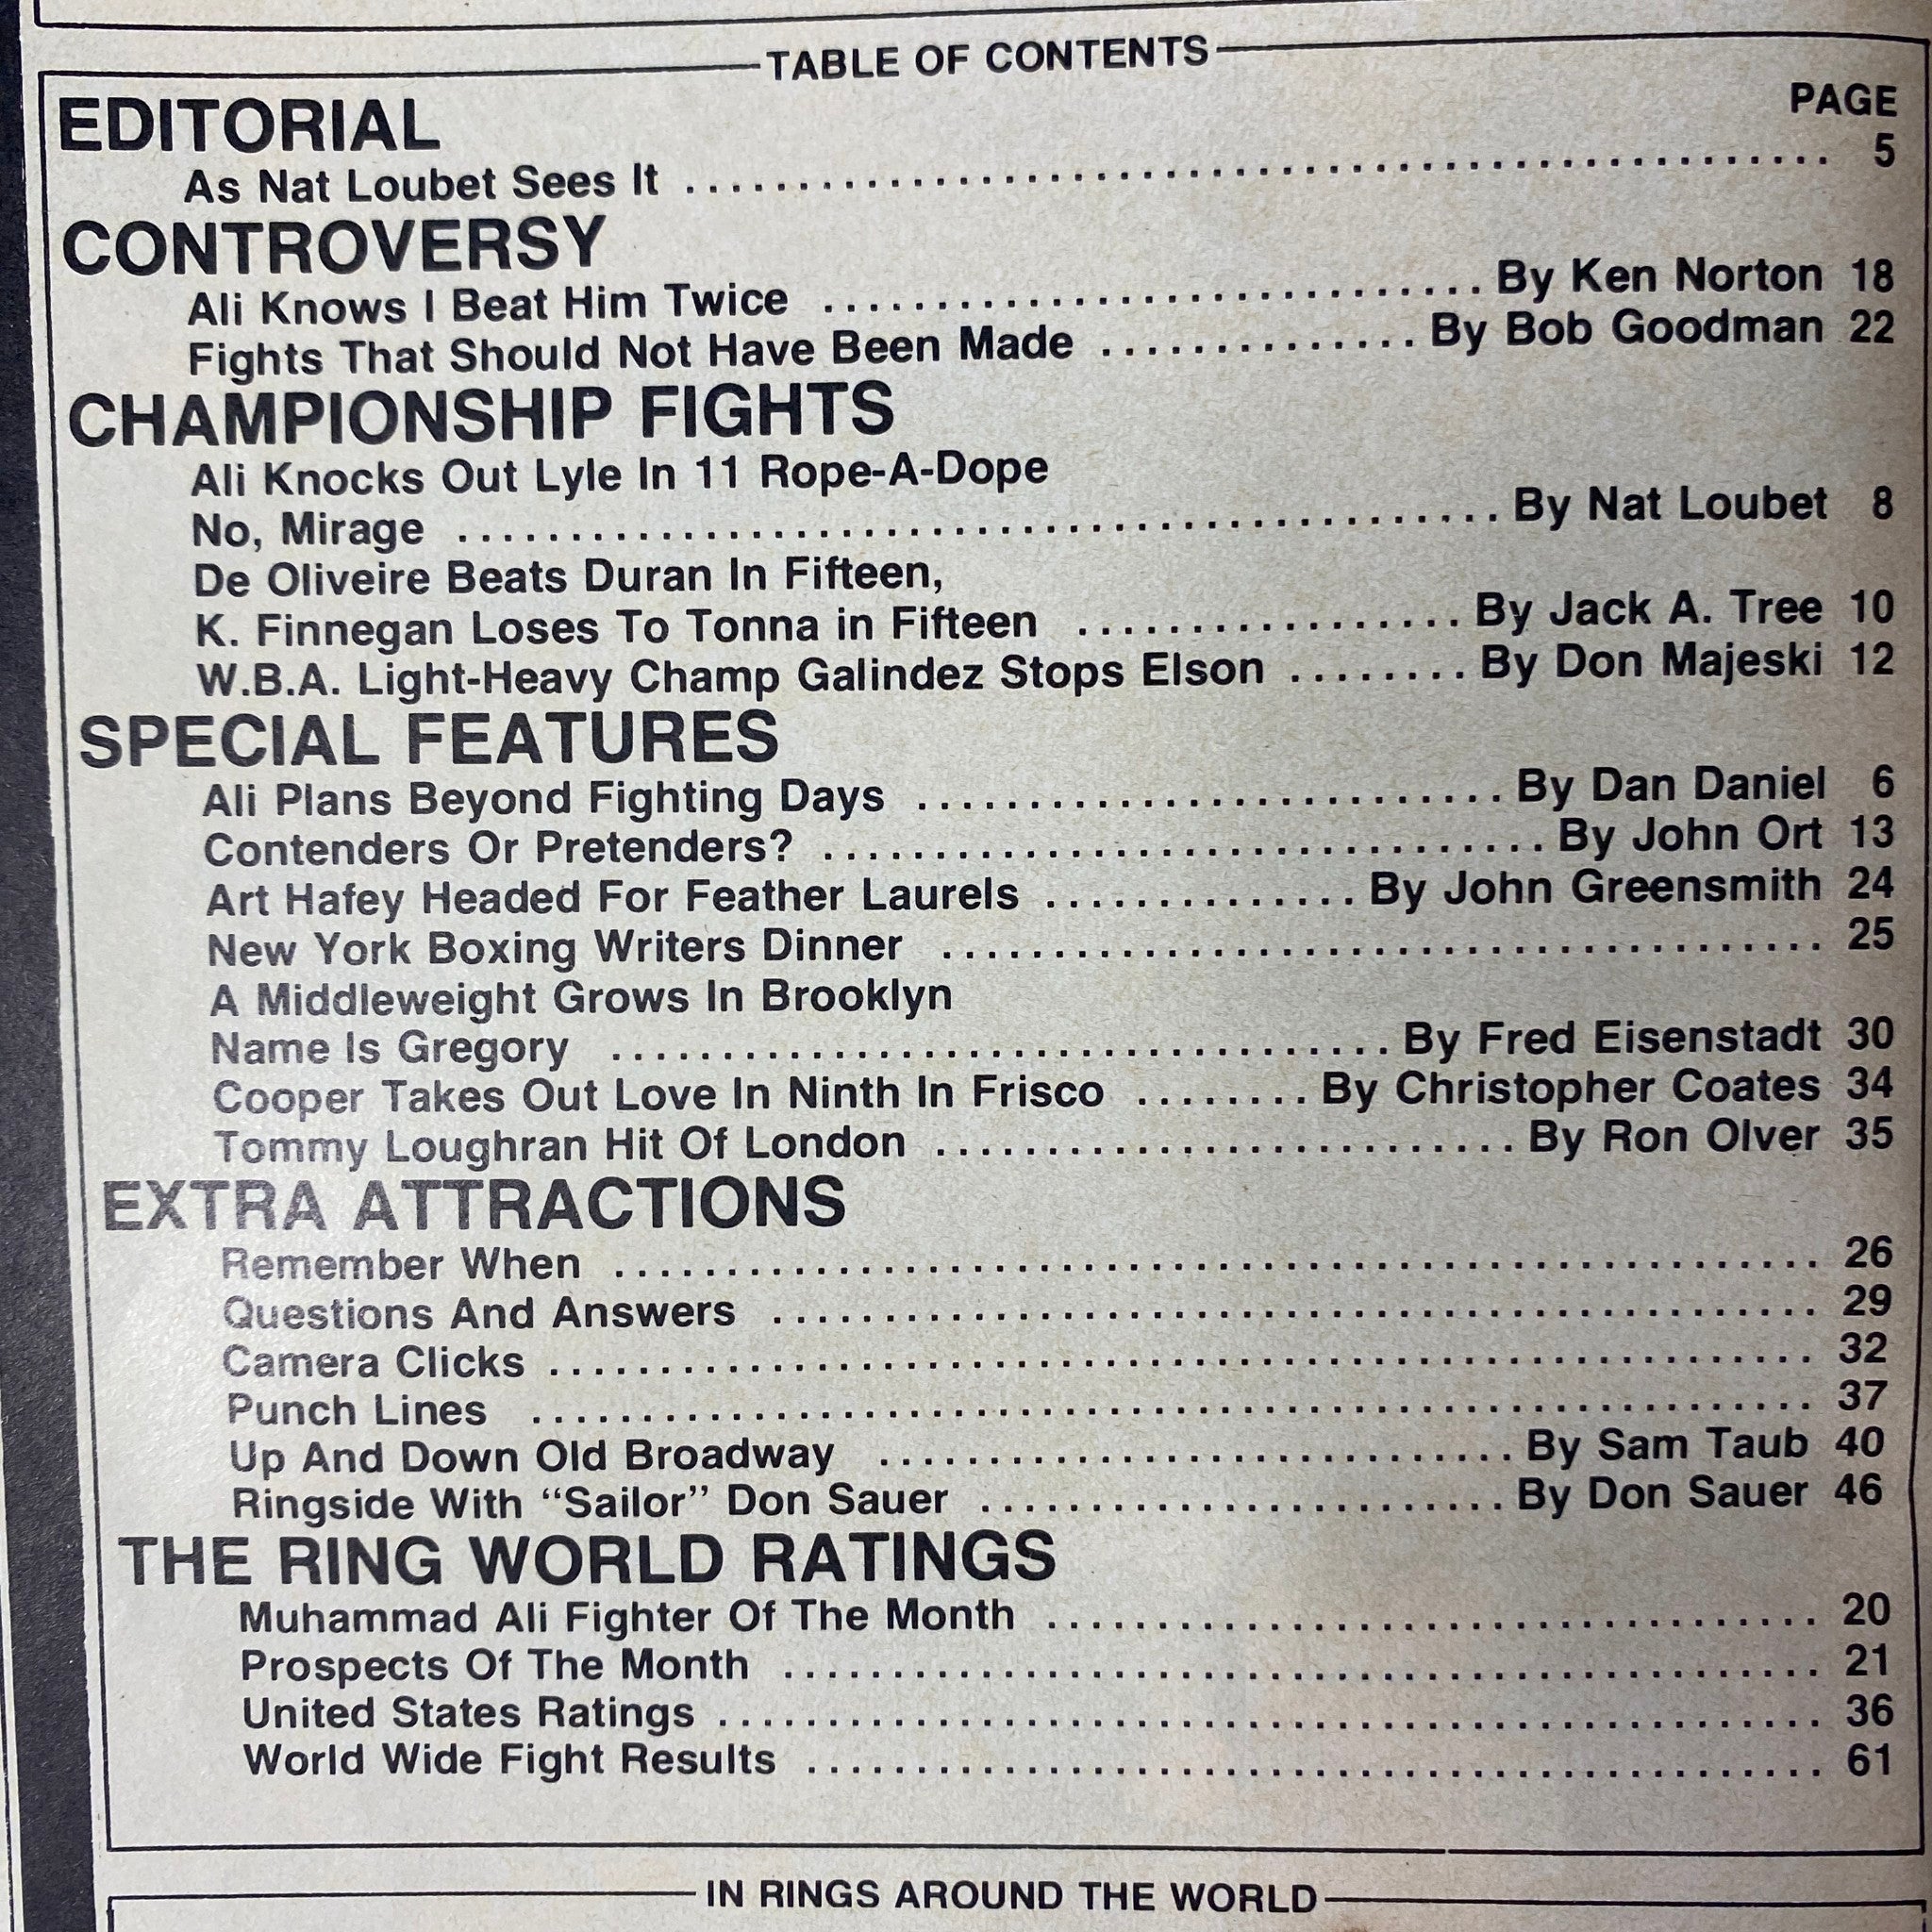 TABLE OF CONTENTS
PAGE
EDITORIAL
As Nat Loubet Sees It ........................................ 5
CONTROVERSY
Ali Knows I Beat Him Twice ............................. By Ken Norton 18
Fights That Should Not Have Been Made .............. By Bob Goodman 22
CHAMPIONSHIP FIGHTS
Ali Knocks Out Lyle In 11 Rope-A-Dope
No, Mirage .............................................. By Nat Loubet 8
De Oliveire Beats Duran In Fifteen,
K. Finnegan Loses To Tonna in Fifteen ................. By Jack A. Tree 10
W.B.A. Light-Heavy Champ Galindez Stops Elson ........ By Don Majeski 12
SPECIAL FEATURES
Ali Plans Beyond Fighting Days .......................... By Dan Daniel 6
Contenders Or Pretenders? ................................ By John Ort 13
Art Hafey Headed For Feather Laurels .............. By John Greensmith 24
New York Boxing Writers Dinner ....................................... 25
A Middleweight Grows In Brooklyn
Name Is Gregory .................................. By Fred Eisenstadt 30
Cooper Takes Out Love In Ninth In Frisco ........ By Christopher Coates 34
Tommy Loughran Hit Of London .......................... By Ron Olver 35
EXTRA ATTRACTIONS
Remember When ..................................................... 26
Questions And Answers .............................................. 29
Camera Clicks ....................................................... 32
Punch Lines ........................................................ 37
Up And Down Old Broadway ............................ By Sam Taub 40
Ringside With “Sailor” Don Sauer ....................... By Don Sauer 46
THE RING WORLD RATINGS
Muhammad Ali Fighter Of The Month .................................. 20
Prospects Of The Month ............................................. 21
United States Ratings ................................................ 36
World Wide Fight Results ............................................ 61
IN RINGS AROUND THE WORLD